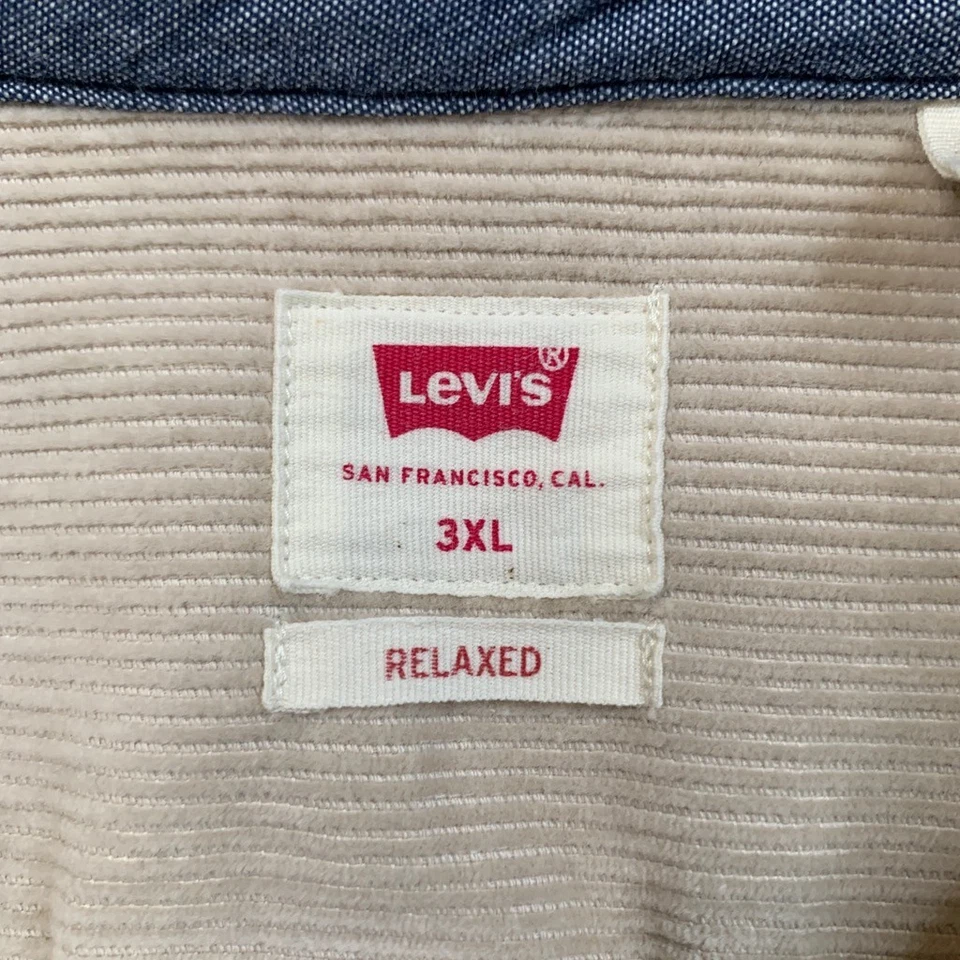 Levi's®
SAN FRANCISCO, CAL.
3XL
RELAXED